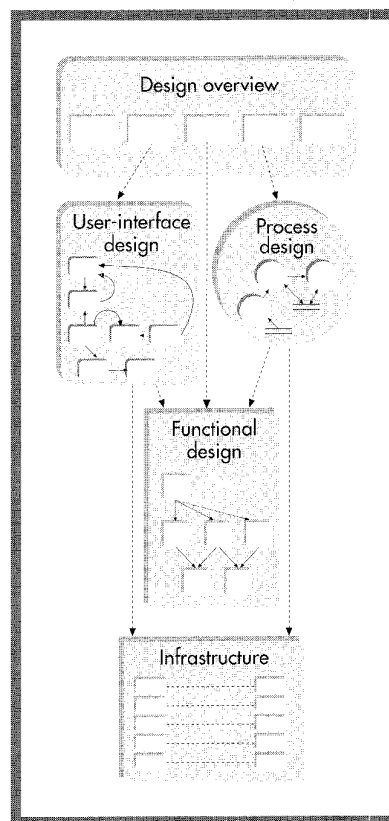 Design overview
User-interface
design
Process
design
Functional
design
Infrastructure